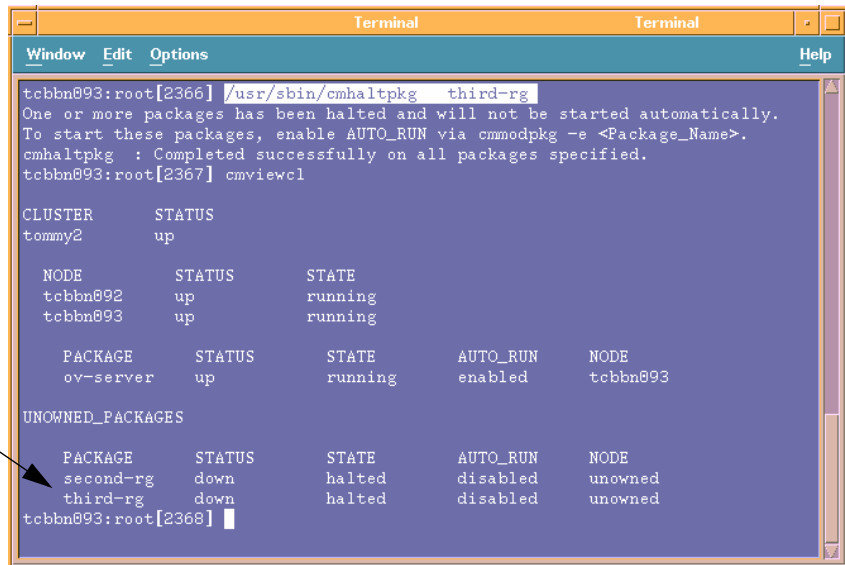 Terminal Terminal
Window Edit Options Help
tcbbn093:root[2366] /usr/sbin/cmhaltpkg third-rg
One or more packages has been halted and will not be started automatically.
To start these packages, enable AUTO_RUN via cmmodpkg -e <Package_Name>.
cmhaltpkg : Completed successfully on all packages specified.
tcbbn093:root[2367] cmviewcl
CLUSTER STATUS
tommy2 up
NODE STATUS STATE
tcbbn092 up running
tcbbn093 up running
PACKAGE STATUS STATE AUTO_RUN NODE
ov-server up running enabled tcbbn093
UNOWNED_PACKAGES
PACKAGE STATUS STATE AUTO_RUN NODE
second-rg down halted disabled unowned
third-rg down halted disabled unowned
tcbbn093:root[2368]